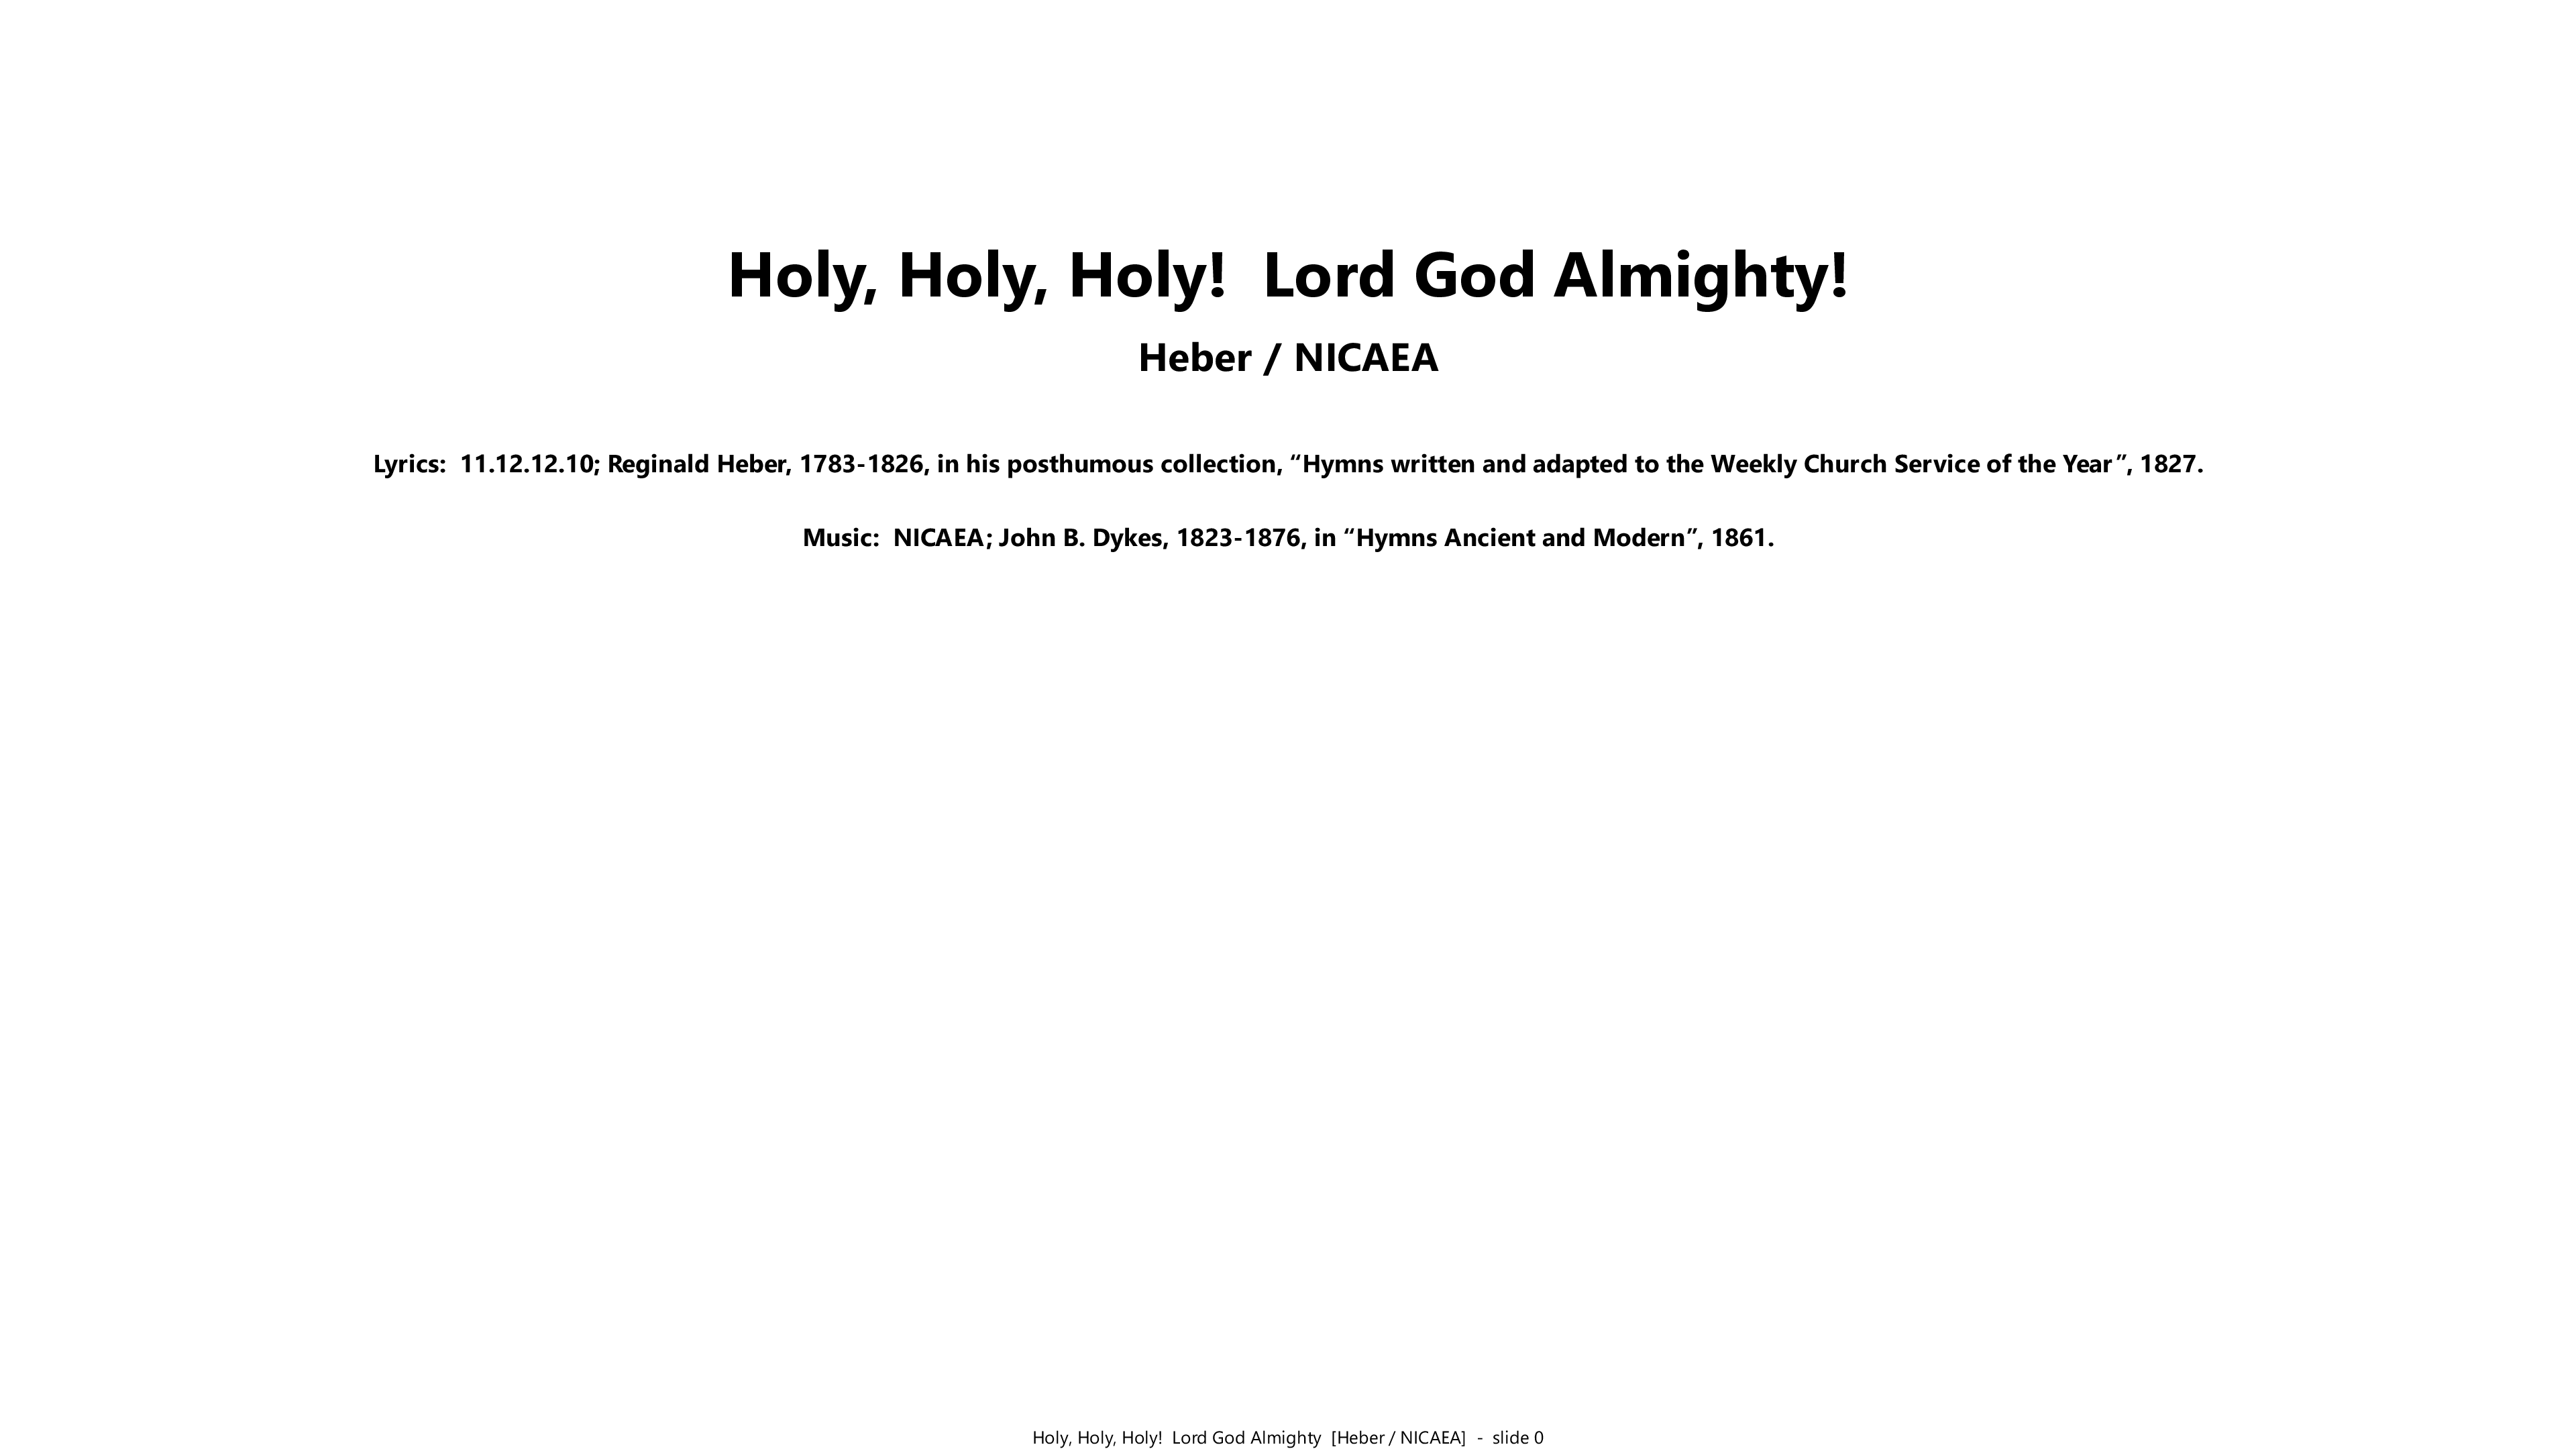 Holy, Holy, Holy!  Lord God Almighty!
Heber / NICAEA
Lyrics:  11.12.12.10; Reginald Heber, 1783-1826, in his posthumous collection, “Hymns written and adapted to the Weekly Church Service of the Year”, 1827.
Music:  NICAEA; John B. Dykes, 1823-1876, in “Hymns Ancient and Modern”, 1861.
Holy, Holy, Holy!  Lord God Almighty  [Heber / NICAEA]  -  slide 0